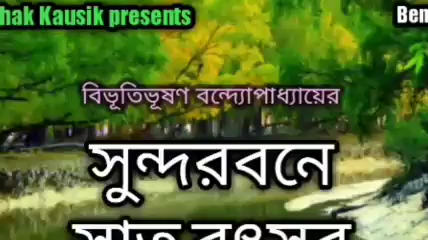 hak Kausik presents
Ben
বিভূতিভূষণ বন্দ্যোপাধ্যায়ের
সুন্দরবনে
সাত বৎসর